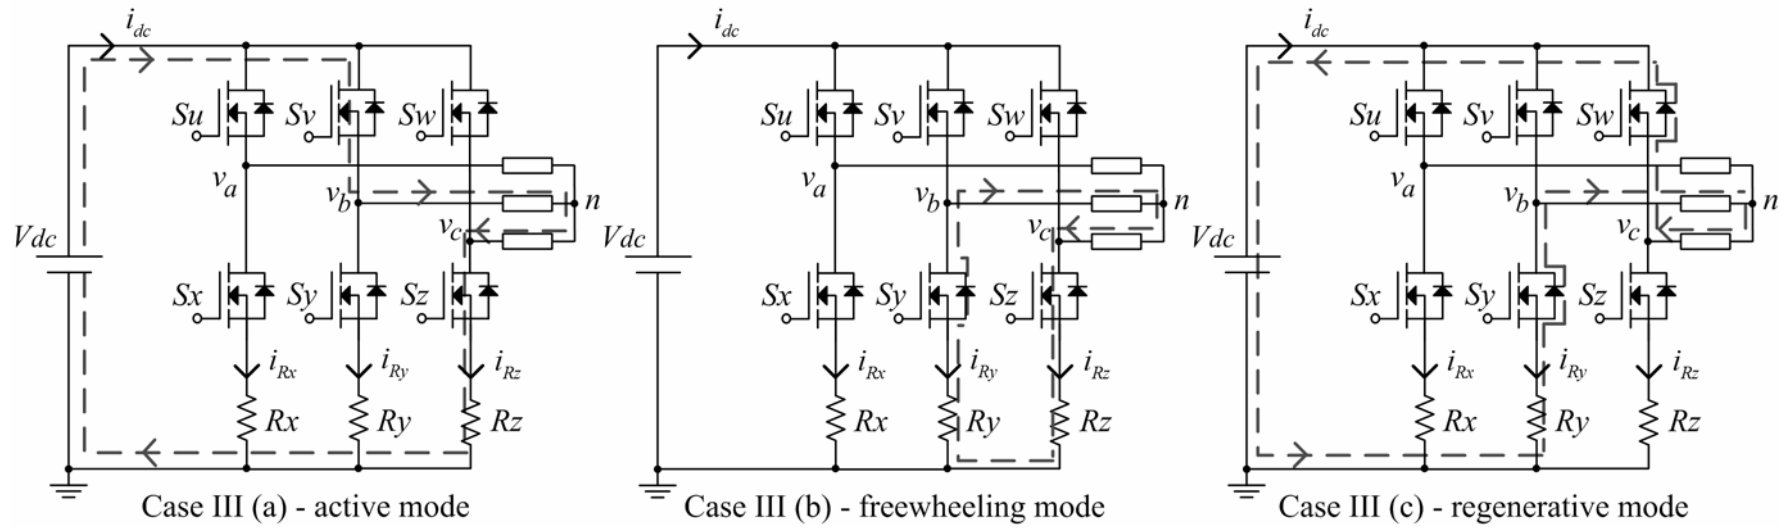 i_dc i_dc i_dc
Su Sv Sw Su Sv Sw Su Sv Sw
v_a v_b n v_a v_b n v_a v_b n
Vdc v_c Vdc v_c Vdc v_c
Sx Sy Sz Sx Sy Sz Sx Sy Sz
i_Rx i_Ry i_Rz i_Rx i_Ry i_Rz i_Rx i_Ry i_Rz
Rx Ry Rz Rx Ry Rz Rx Ry Rz
Case III (a) - active mode Case III (b) - freewheeling mode Case III (c) - regenerative mode